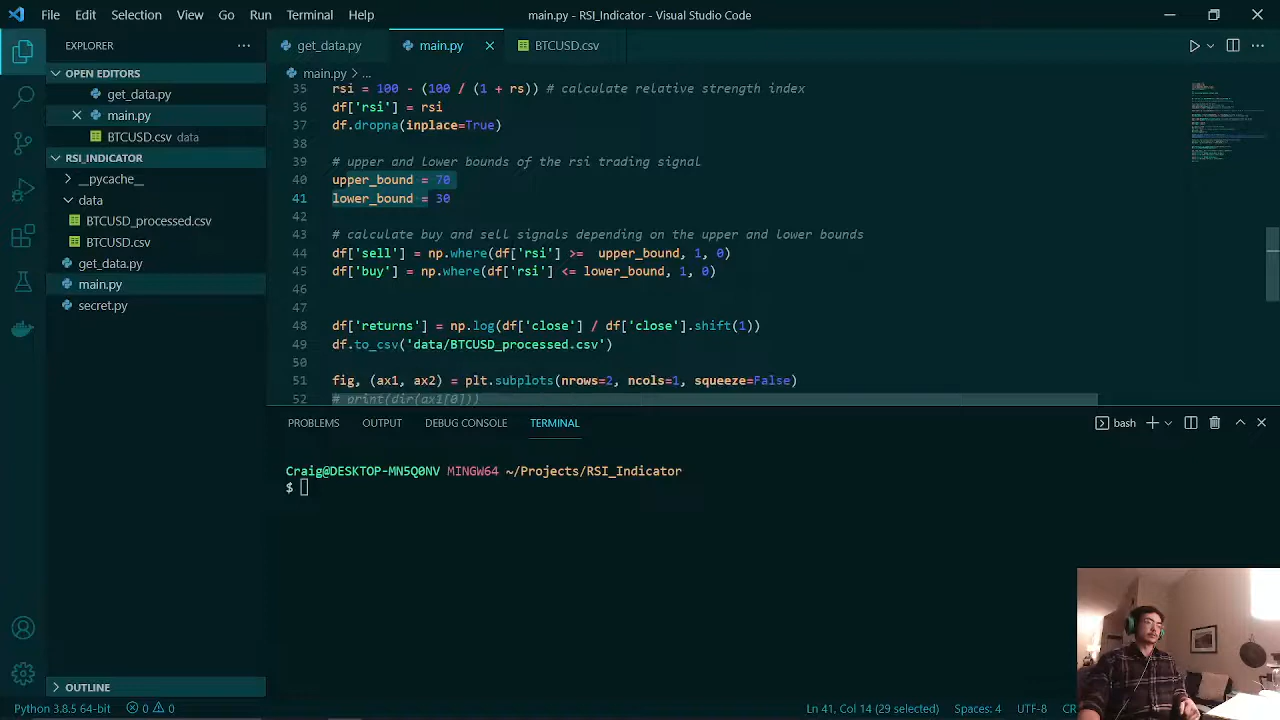 File Edit Selection View Go Run Terminal Help
main.py - RSI_Indicator - Visual Studio Code
EXPLORER
OPEN EDITORS
get_data.py
main.py
BTCUSD.csv data
RSI_INDICATOR
__pycache__
data
BTCUSD_processed.csv
BTCUSD.csv
get_data.py
main.py
secret.py
OUTLINE
get_data.py
main.py
BTCUSD.csv
main.py > ...
35 rsi = 100 - (100 / (1 + rs)) # calculate relative strength index
36 df['rsi'] = rsi
37 df.dropna(inplace=True)
38
39 # upper and lower bounds of the rsi trading signal
40 upper_bound = 70
41 lower_bound = 30
42
43 # calculate buy and sell signals depending on the upper and lower bounds
44 df['sell'] = np.where(df['rsi'] >=  upper_bound, 1, 0)
45 df['buy'] = np.where(df['rsi'] <= lower_bound, 1, 0)
46
47
48 df['returns'] = np.log(df['close'] / df['close'].shift(1))
49 df.to_csv('data/BTCUSD_processed.csv')
50
51 fig, (ax1, ax2) = plt.subplots(nrows=2, ncols=1, squeeze=False)
52 # print(dir(ax1[0]))
PROBLEMS OUTPUT DEBUG CONSOLE TERMINAL
bash
Craig@DESKTOP-MN5Q0NV MINGW64 ~/Projects/RSI_Indicator
$
Python 3.8.5 64-bit 0 0
Ln 41, Col 14 (29 selected) Spaces: 4 UTF-8 CR